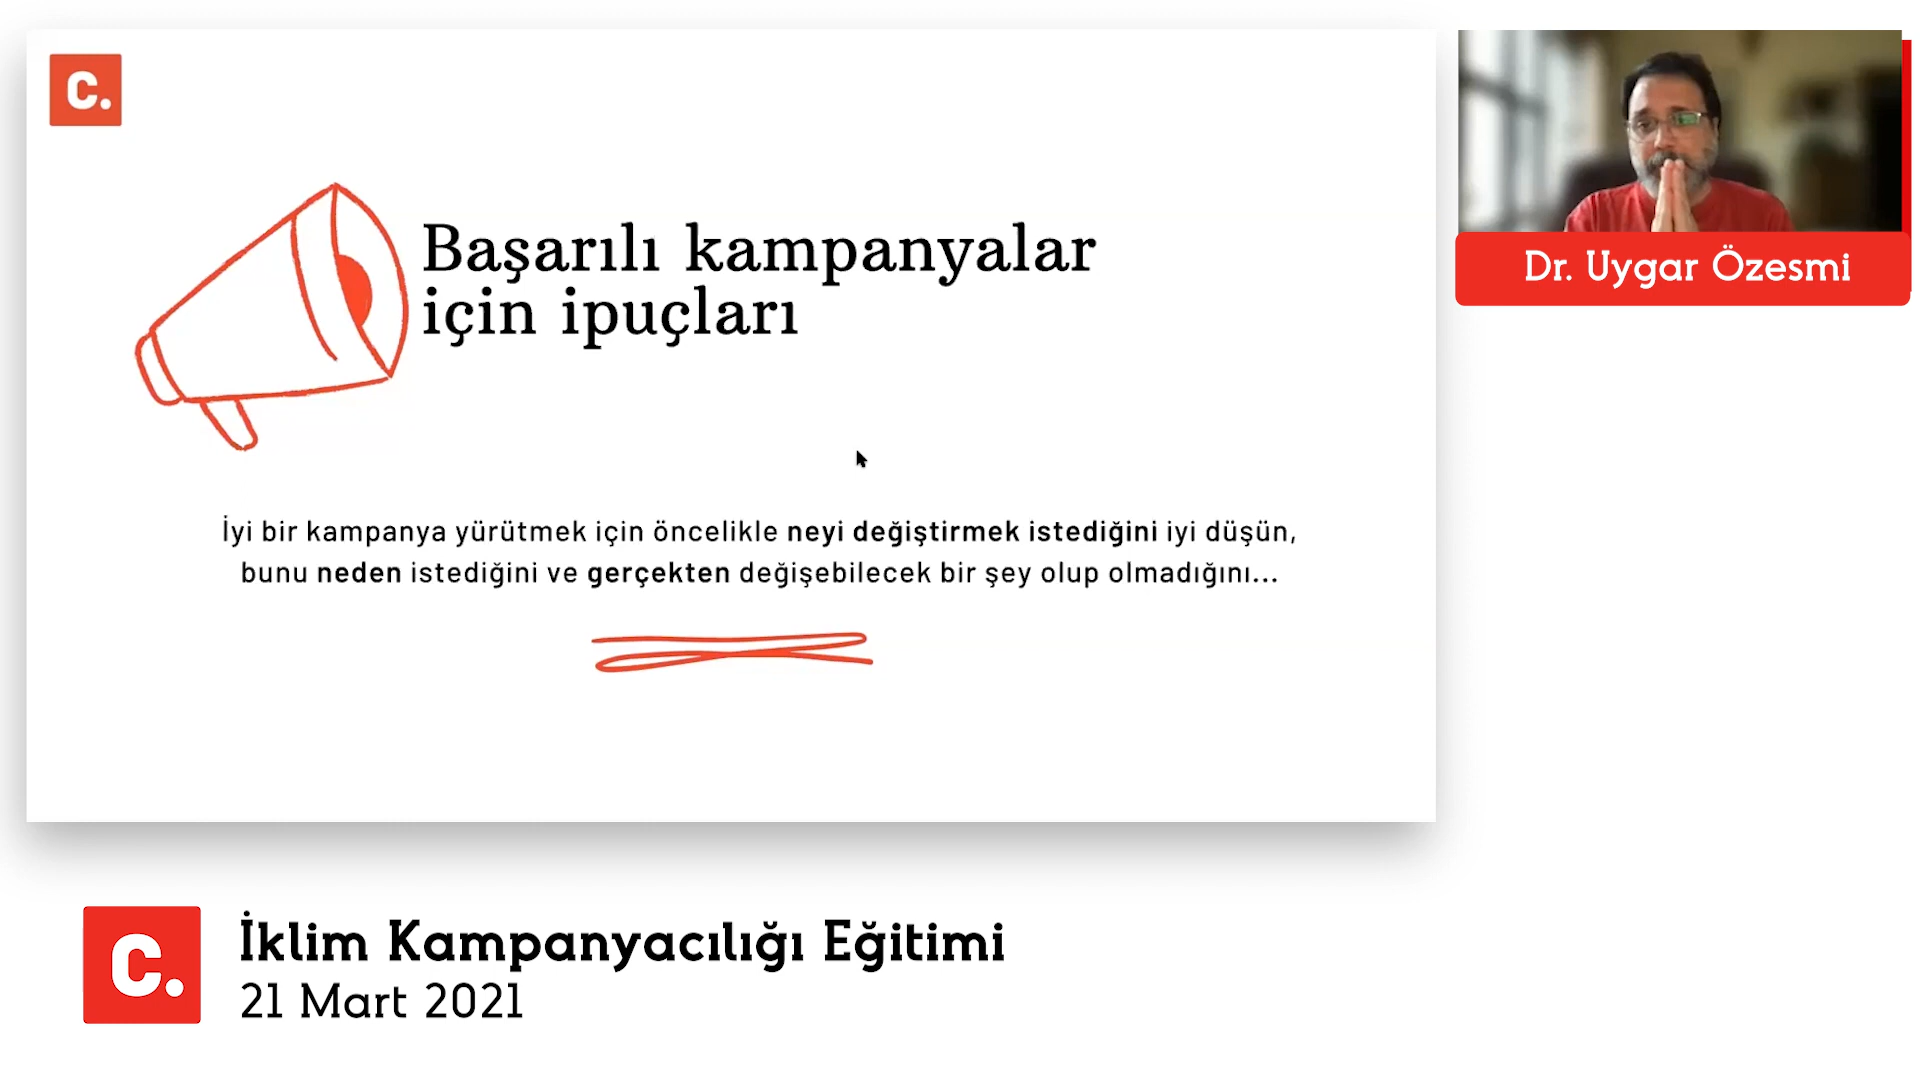 C.
Başarılı kampanyalar
için ipuçları
İyi bir kampanya yürütmek için öncelikle neyi değiştirmek istediğini iyi düşün,
bunu neden istediğini ve gerçekten değişebilecek bir şey olup olmadığını...
Dr. Uygar Özesmi
C.
İklim Kampanyacılığı Eğitimi
21 Mart 2021